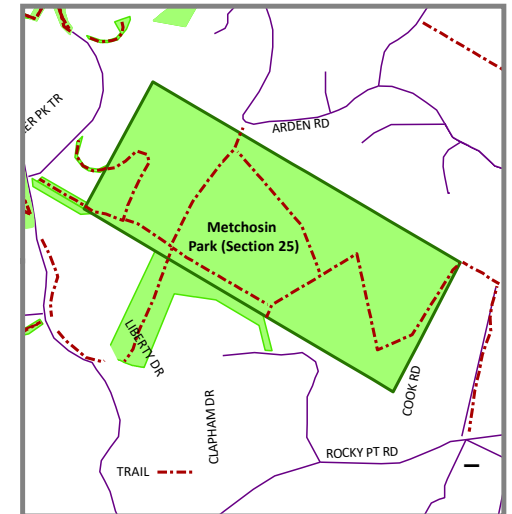 ER PK TR
ARDEN RD
Metchosin
Park (Section 25)
LIBERTY DR
CLAPHAM DR
COOK RD
ROCKY PT RD
TRAIL